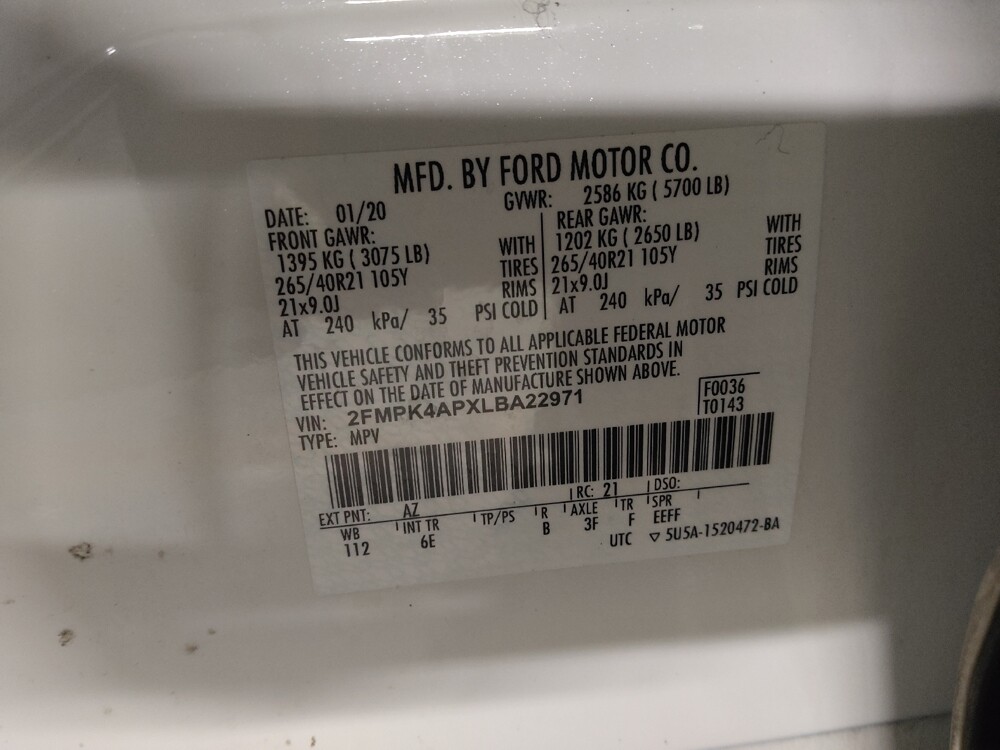 MFD. BY FORD MOTOR CO.
DATE: 01/20 GVWR: 2586 KG ( 5700 LB)
FRONT GAWR:
1395 KG ( 3075 LB) WITH
265/40R21 105Y TIRES
21x9.0J RIMS
AT 240 kPa/ 35 PSI COLD
REAR GAWR: WITH
1202 KG ( 2650 LB) TIRES
265/40R21 105Y RIMS
21x9.0J
AT 240 kPa/ 35 PSI COLD
THIS VEHICLE CONFORMS TO ALL APPLICABLE FEDERAL MOTOR
VEHICLE SAFETY AND THEFT PREVENTION STANDARDS IN
EFFECT ON THE DATE OF MANUFACTURE SHOWN ABOVE.
VIN: 2FMPK4APXLBA22971
TYPE: MPV
F0036
T0143
EXT PNT: AZ RC: 21 DSO:
WB INT TR TP/PS R AXLE TR SPR
112 6E B 3F F EEFF
UTC ▽ 5U5A-1520472-BA